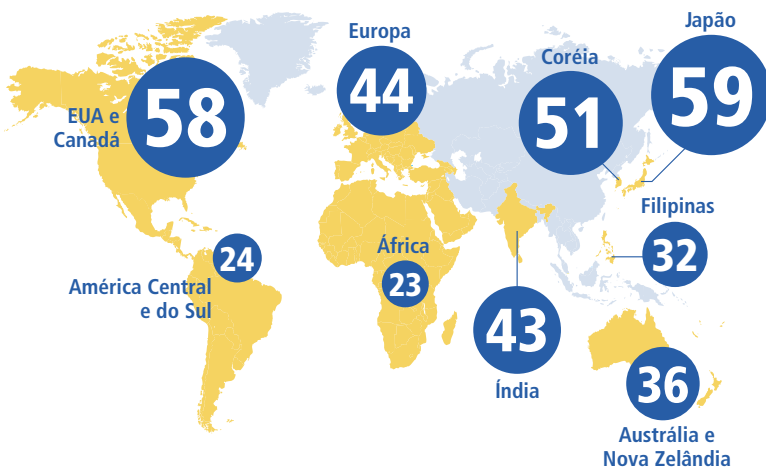 EUA e
Canadá
58
Europa
44
Coréia
51
Japão
59
Filipinas
32
América Central
e do Sul
24
África
23
43
Índia
36
Austrália e
Nova Zelândia